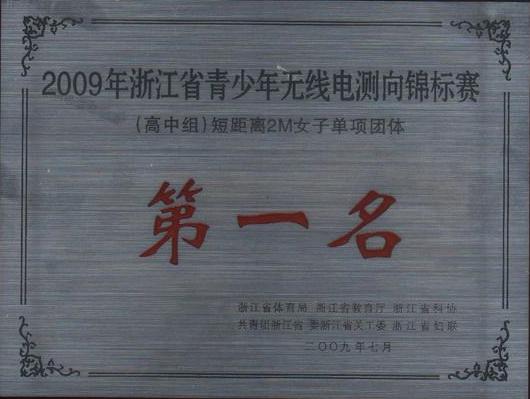 2009年浙江省青少年无线电测向锦标赛
(高中组)短距离2M女子单项团体
第一名
浙江省体育局 浙江省教育厅 浙江省科协
共青团浙江省 委浙江省关工委 浙江省妇联
二〇〇九年七月